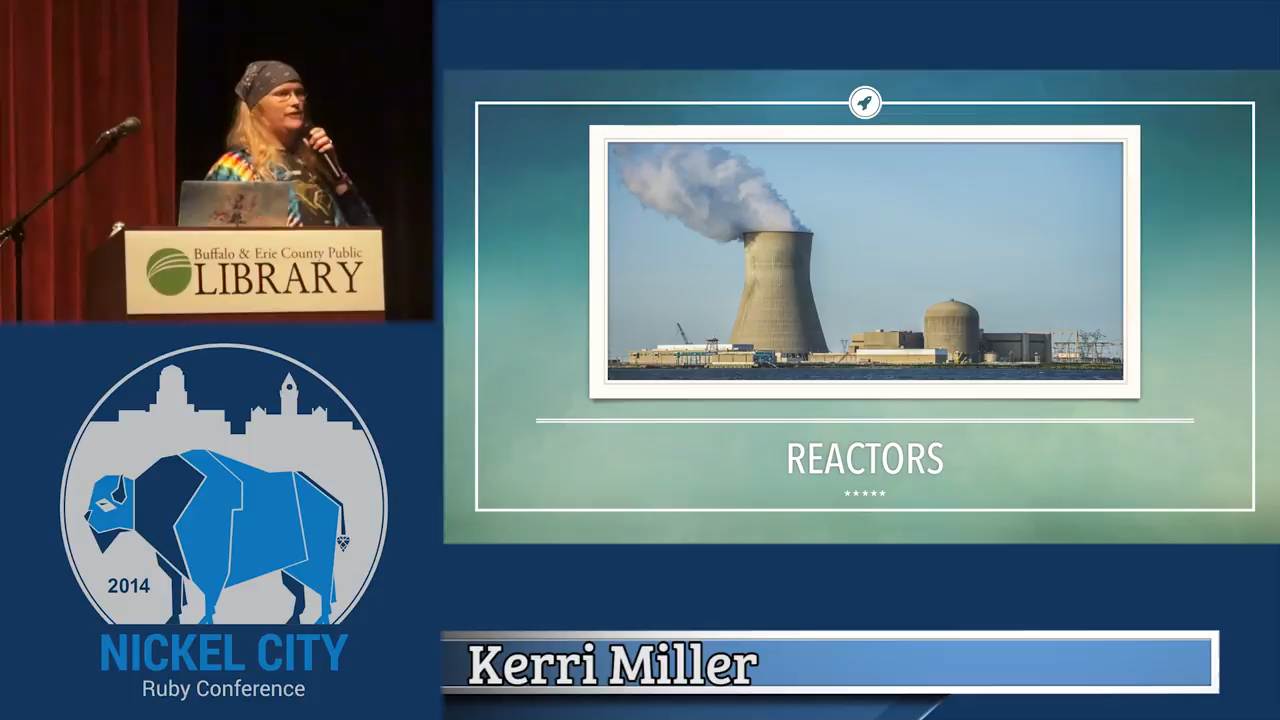 Buffalo & Erie County Public
LIBRARY
REACTORS
2014
NICKEL CITY
Ruby Conference
Kerri Miller